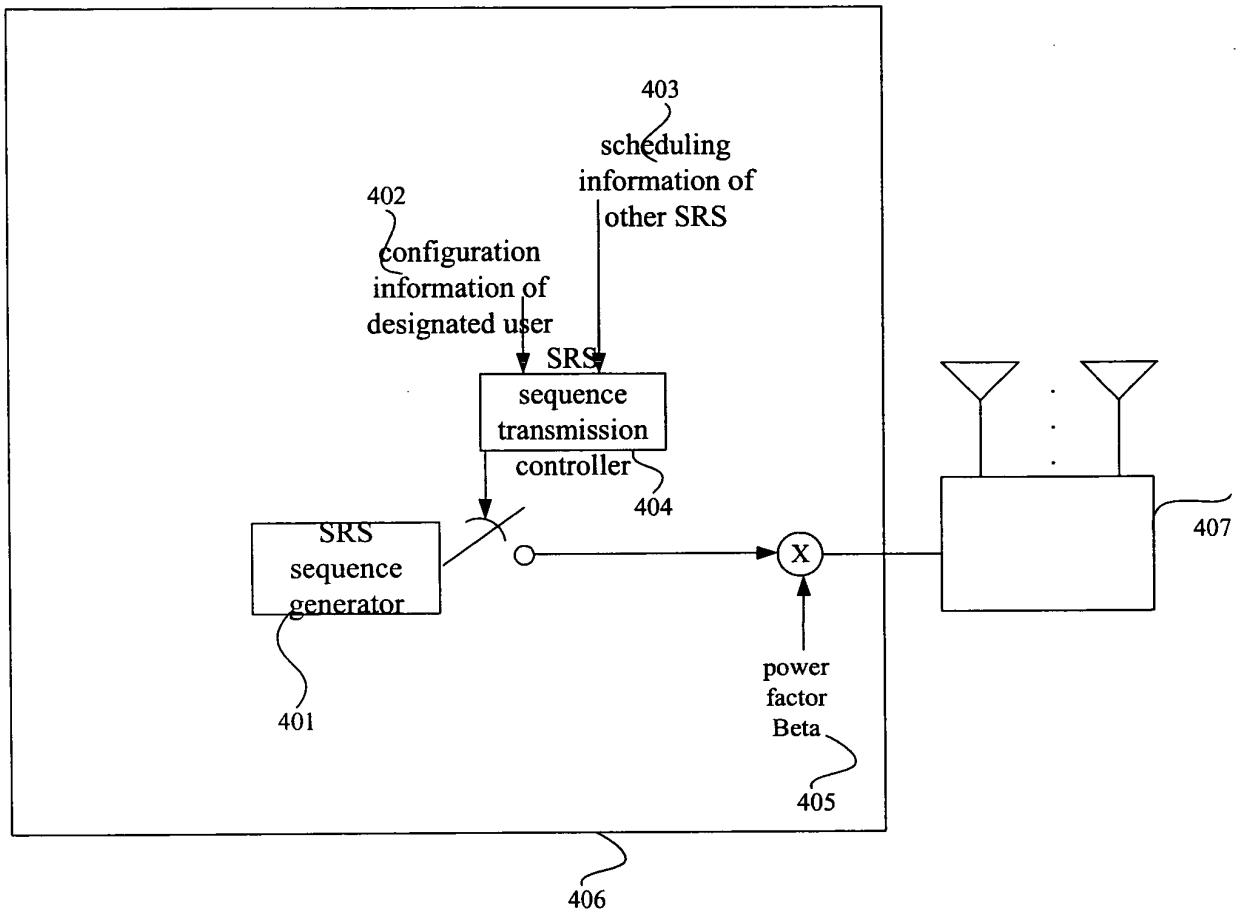 403
scheduling
information of
other SRS
402
configuration
information of
designated user
SRS
sequence
transmission
controller
404
SRS
sequence
generator
401
X
power
factor
Beta
405
407
406